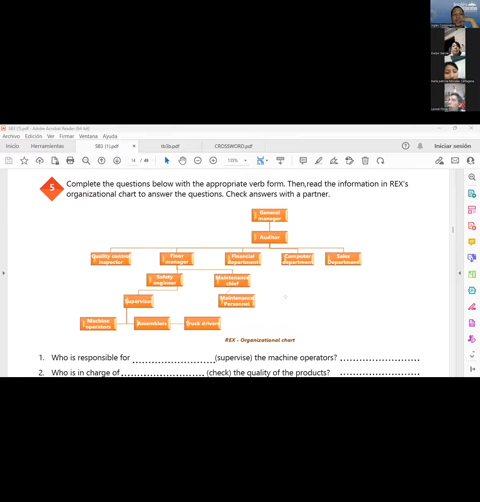 SB3 (1).pdf - Adobe Acrobat Reader (64-bit)
Archivo Edición Ver Firmar Ventana Ayuda
Inicio Herramientas SB3 (1).pdf tb3b.pdf CROSSWORD.pdf Iniciar sesión
14 / 49
5 Complete the questions below with the appropriate verb form. Then,read the information in REX's
organizational chart to answer the questions. Check answers with a partner.
General
manager
Auditor
Quality control
inspector
Floor
manager
Financial
department
Computer
department
Sales
Department
Safety
engineer
Maintenance
chief
Supervisor
Maintenance
Personnel
Machine
operators
Assemblers
Truck drivers
REX - Organizational chart
1. Who is responsible for ........................ (supervise) the machine operators? ........................
2. Who is in charge of ........................ (check) the quality of the products? ........................